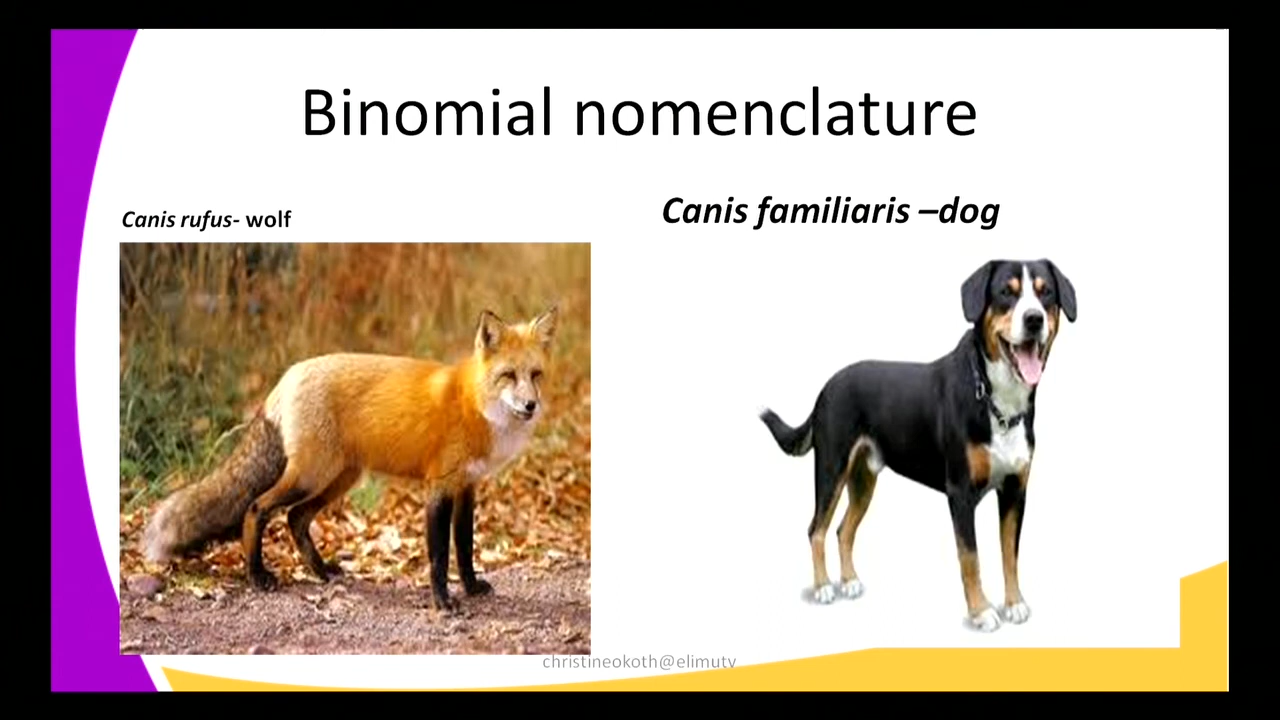 Binomial nomenclature
Canis rufus- wolf
Canis familiaris –dog
christineokoth@elimutv